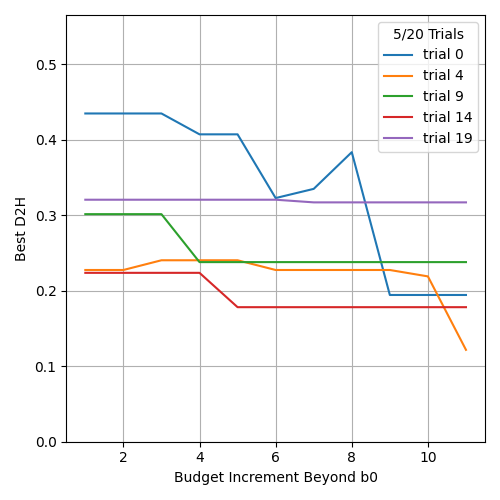 5/20 Trials
trial 0
trial 4
trial 9
trial 14
trial 19
0.5
0.4
0.3
0.2
0.1
0.0
Best D2H
2 4 6 8 10
Budget Increment Beyond b0